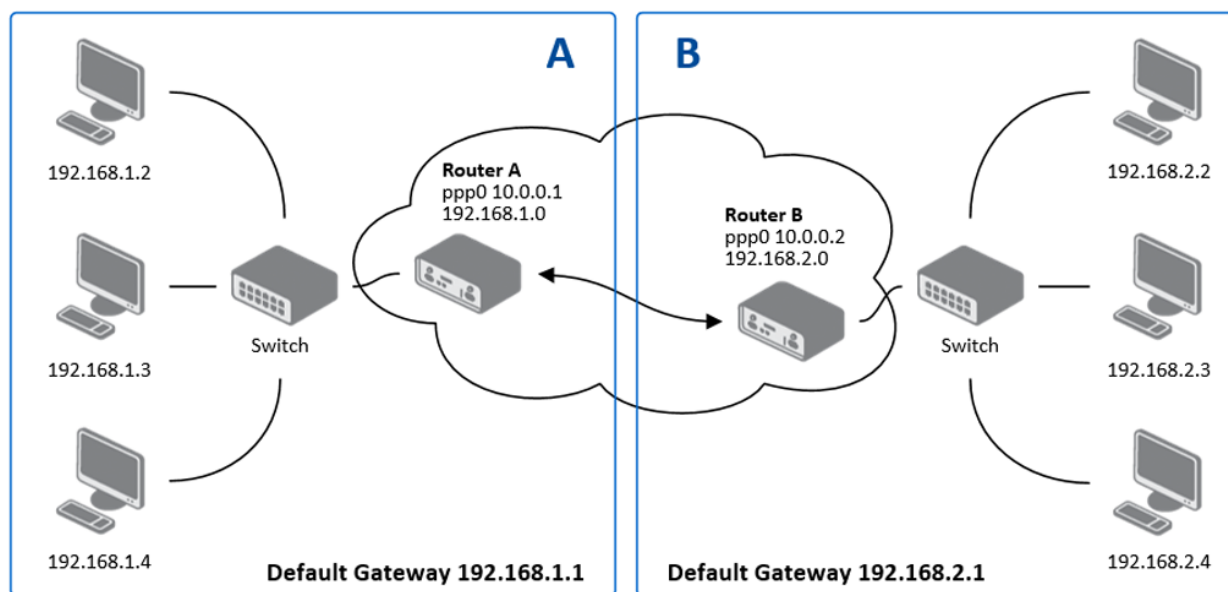 A
B
192.168.1.2
192.168.2.2
Router A
ppp0 10.0.0.1
192.168.1.0
Router B
ppp0 10.0.0.2
192.168.2.0
192.168.1.3
Switch
Switch
192.168.2.3
192.168.1.4
Default Gateway 192.168.1.1
Default Gateway 192.168.2.1
192.168.2.4